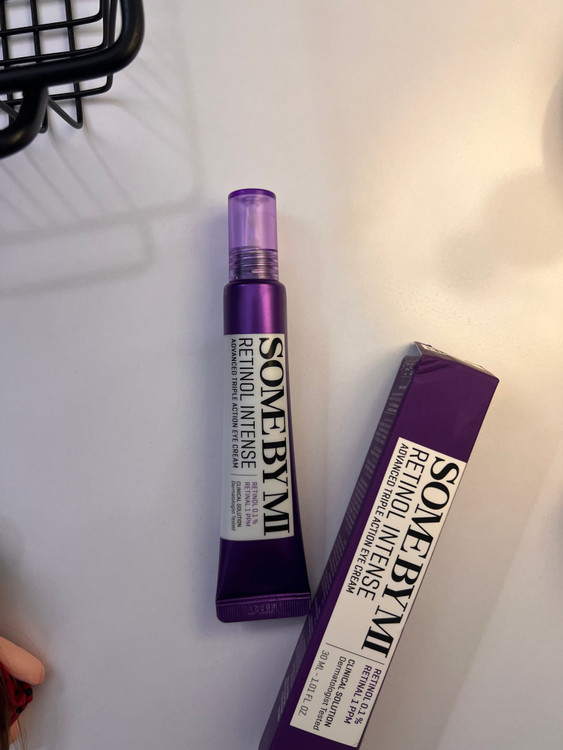 SOME BY MI
RETINOL INTENSE
ADVANCED TRIPLE ACTION EYE CREAM
RETINOL 0.1%
RETINAL 1 PPM
CLINICAL SOLUTION
Dermatologist Tested
SOME BY MI
RETINOL INTENSE
ADVANCED TRIPLE ACTION EYE CREAM
RETINOL 0.1 %
RETINAL 1 PPM
CLINICAL SOLUTION
Dermatologist Tested
30 ML - 1.01 FL. OZ.